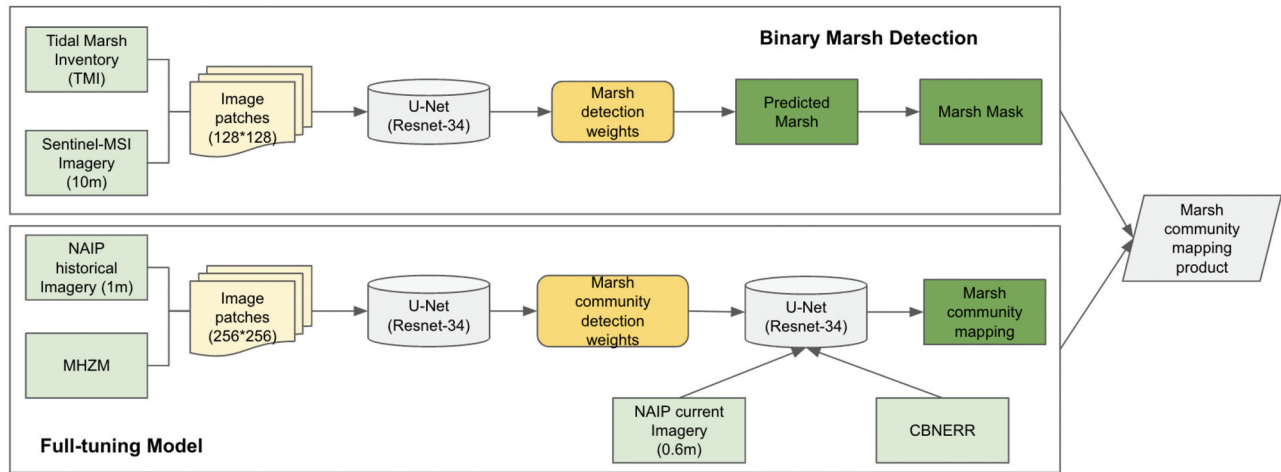 Binary Marsh Detection
Tidal Marsh
Inventory
(TMI)
Sentinel-MSI
Imagery
(10m)
Image
patches
(128*128)
U-Net
(Resnet-34)
Marsh
detection
weights
Predicted
Marsh
Marsh Mask
NAIP
historical
Imagery (1m)
MHZM
Image
patches
(256*256)
U-Net
(Resnet-34)
Marsh
community
detection
weights
U-Net
(Resnet-34)
Marsh
community
mapping
NAIP current
Imagery
(0.6m)
CBNERR
Full-tuning Model
Marsh
community
mapping
product